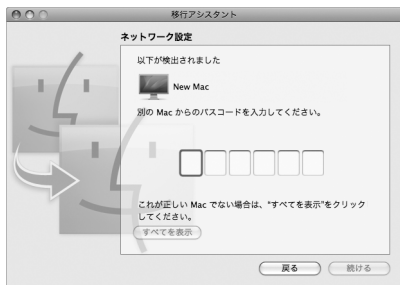 移行アシスタント
ネットワーク設定
以下が検出されました
New Mac
別の Mac からのパスコードを入力してください。
これが正しい Mac でない場合は、“すべてを表示”をクリック
してください。
すべてを表示
戻る
続ける